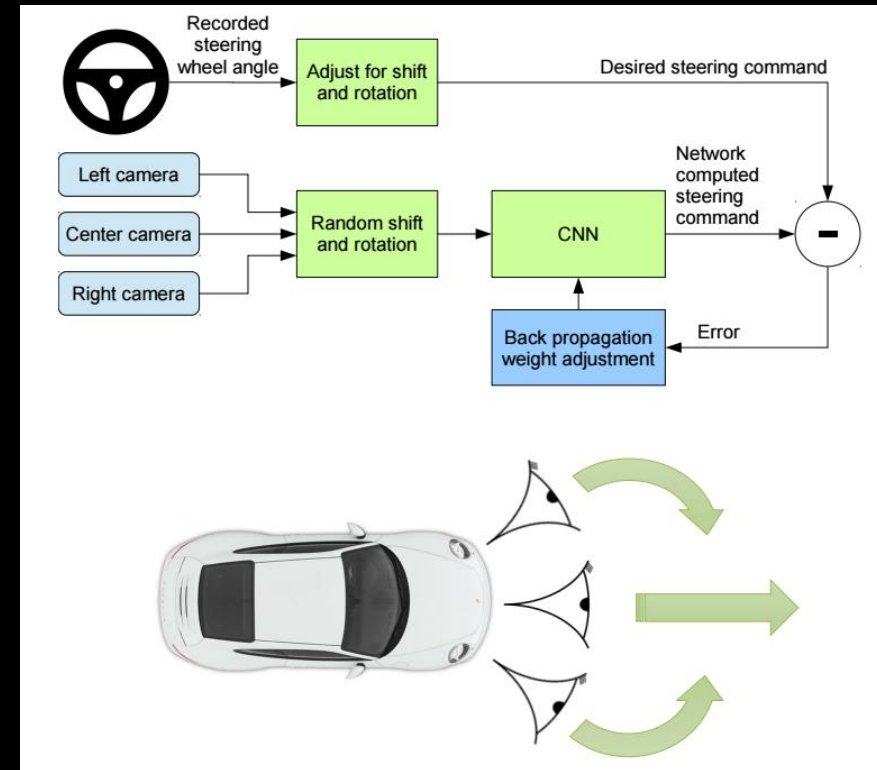 Recorded
steering
wheel angle
Adjust for shift
and rotation
Desired steering command
Left camera
Center camera
Right camera
Random shift
and rotation
CNN
Network
computed
steering
command
-
Back propagation
weight adjustment
Error